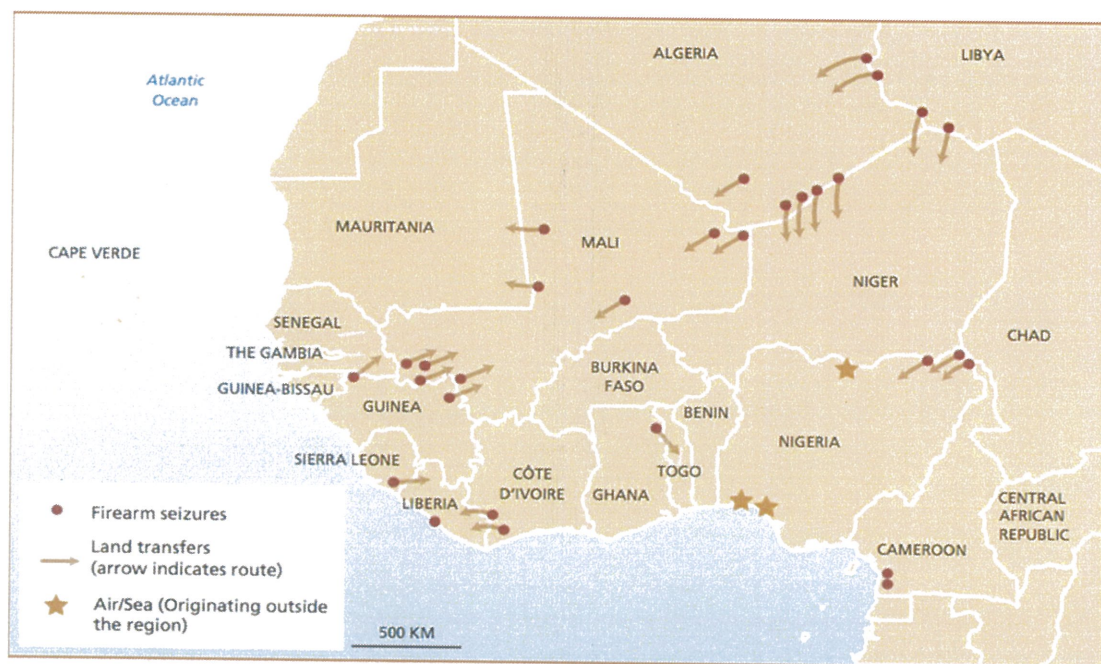 ALGERIA
LIBYA
Atlantic
Ocean
MAURITANIA
MALI
CAPE VERDE
NIGER
CHAD
SENEGAL
THE GAMBIA
GUINEA-BISSAU
BURKINA
FASO
GUINEA
BENIN
NIGERIA
SIERRA LEONE
CÔTE
D'IVOIRE
GHANA
TOGO
LIBERIA
CENTRAL
AFRICAN
REPUBLIC
CAMEROON
Firearm seizures
Land transfers
(arrow indicates route)
Air/Sea (Originating outside
the region)
500 KM